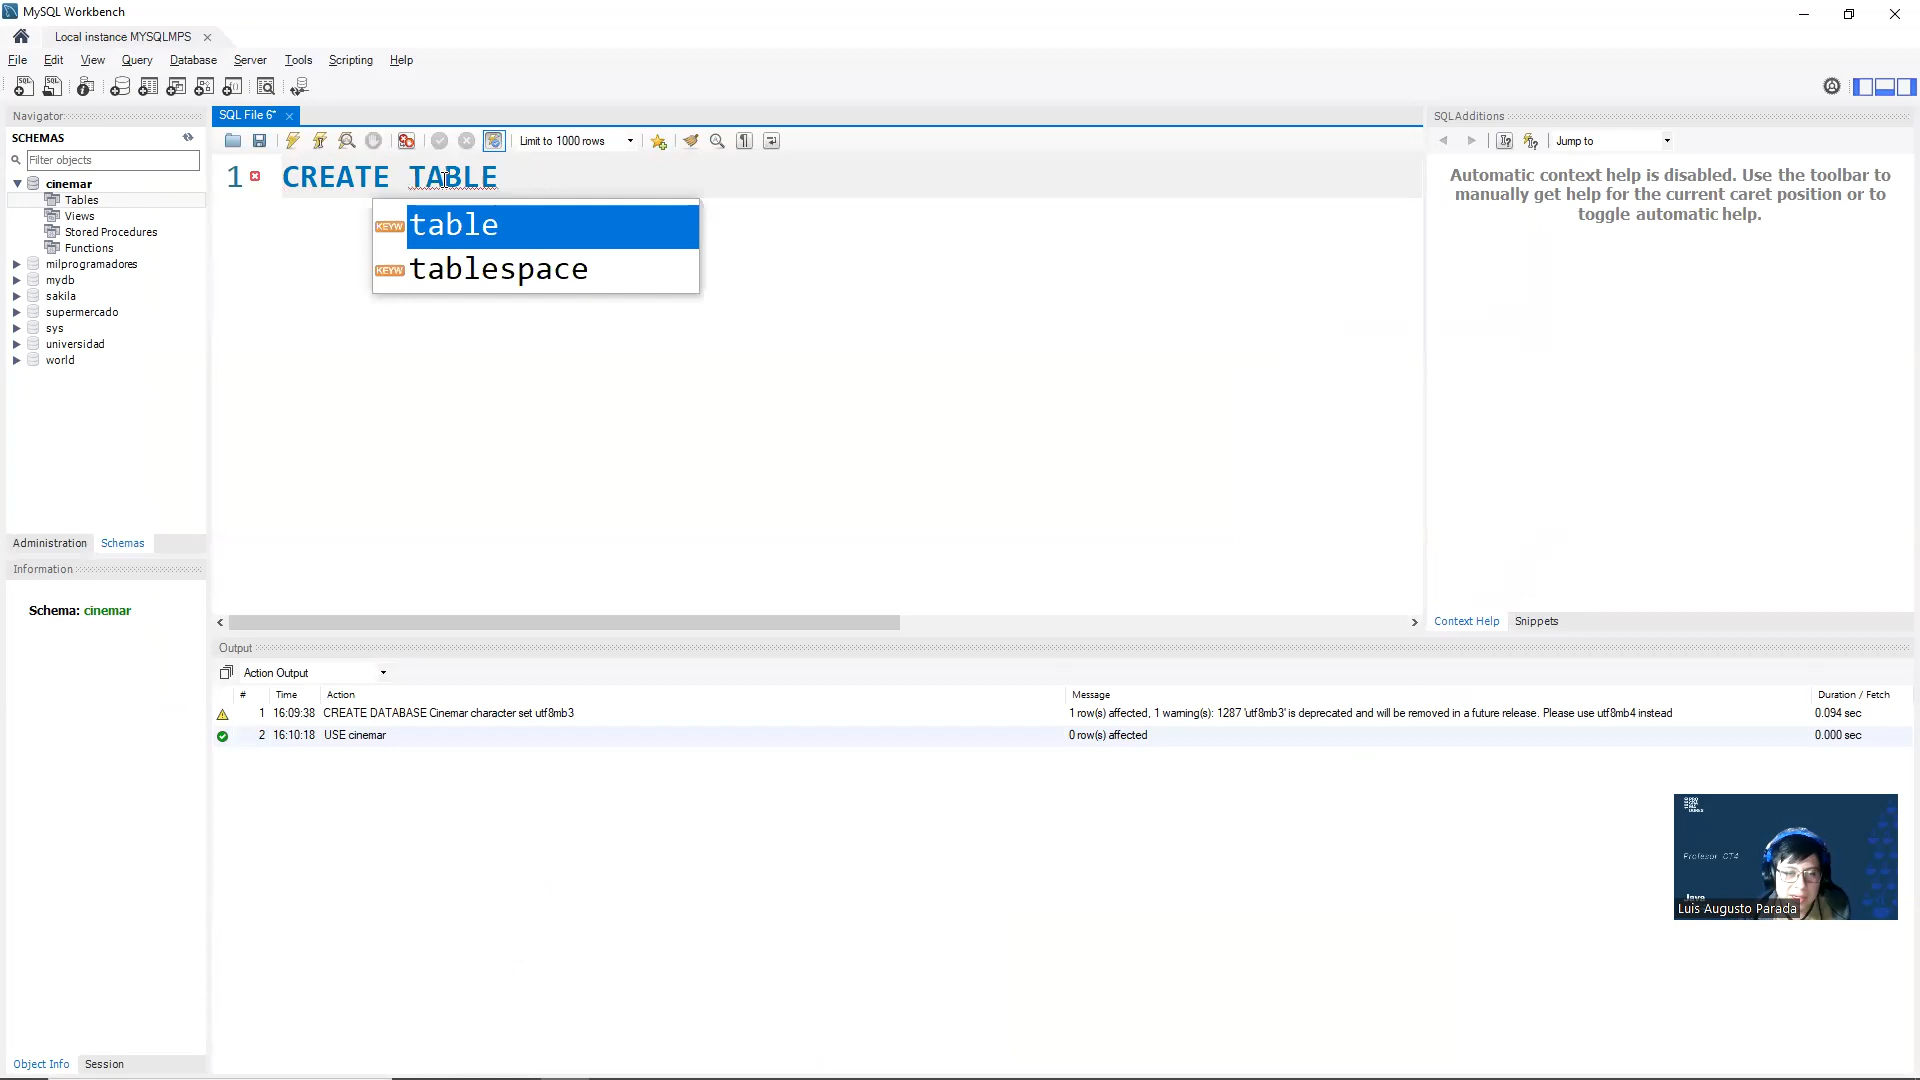 MySQL Workbench
Local instance MYSQLMPS
File Edit View Query Database Server Tools Scripting Help
Navigator
SCHEMAS
Filter objects
cinemar
Tables
Views
Stored Procedures
Functions
milprogramadores
mydb
sakila
supermercado
sys
universidad
world
Administration Schemas
Information
Schema: cinemar
Object Info Session
SQL File 6*
Limit to 1000 rows
1 CREATE TABLE
KEYW table
KEYW tablespace
SQLAdditions
Jump to
Automatic context help is disabled. Use the toolbar to
manually get help for the current caret position or to
toggle automatic help.
Context Help Snippets
Output
Action Output
# Time Action Message Duration / Fetch
1 16:09:38 CREATE DATABASE Cinemar character set utf8mb3 1 row(s) affected, 1 warning(s): 1287 'utf8mb3' is deprecated and will be removed in a future release. Please use utf8mb4 instead 0.094 sec
2 16:10:18 USE cinemar 0 row(s) affected 0.000 sec
Profesor CT4
Java
Luis Augusto Parada